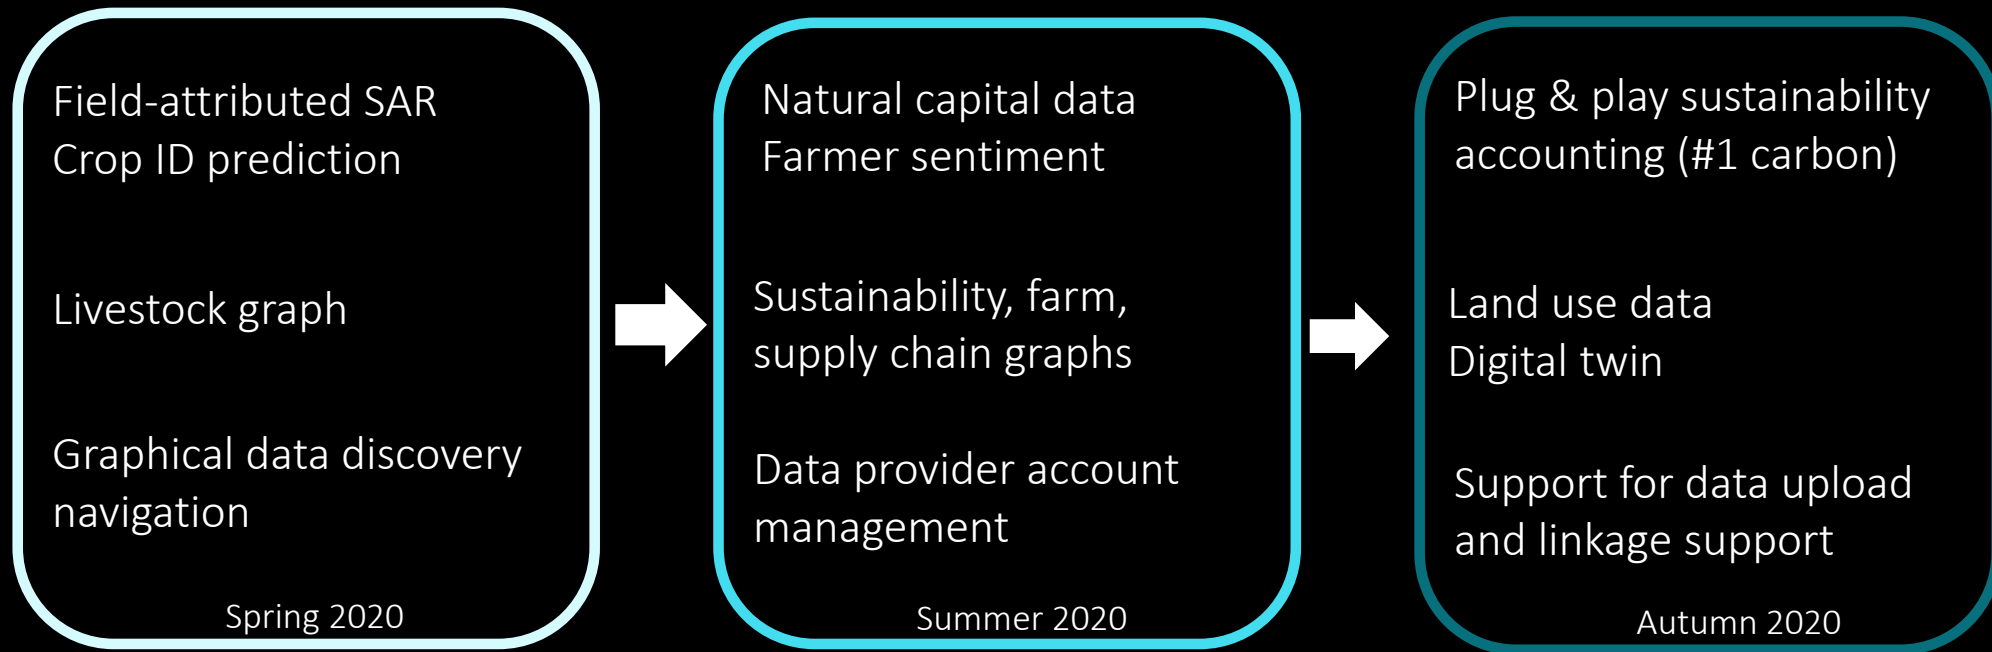 Field-attributed SAR
Crop ID prediction
Livestock graph
Graphical data discovery
navigation
Spring 2020
Natural capital data
Farmer sentiment
Sustainability, farm,
supply chain graphs
Data provider account
management
Summer 2020
Plug & play sustainability
accounting (#1 carbon)
Land use data
Digital twin
Support for data upload
and linkage support
Autumn 2020